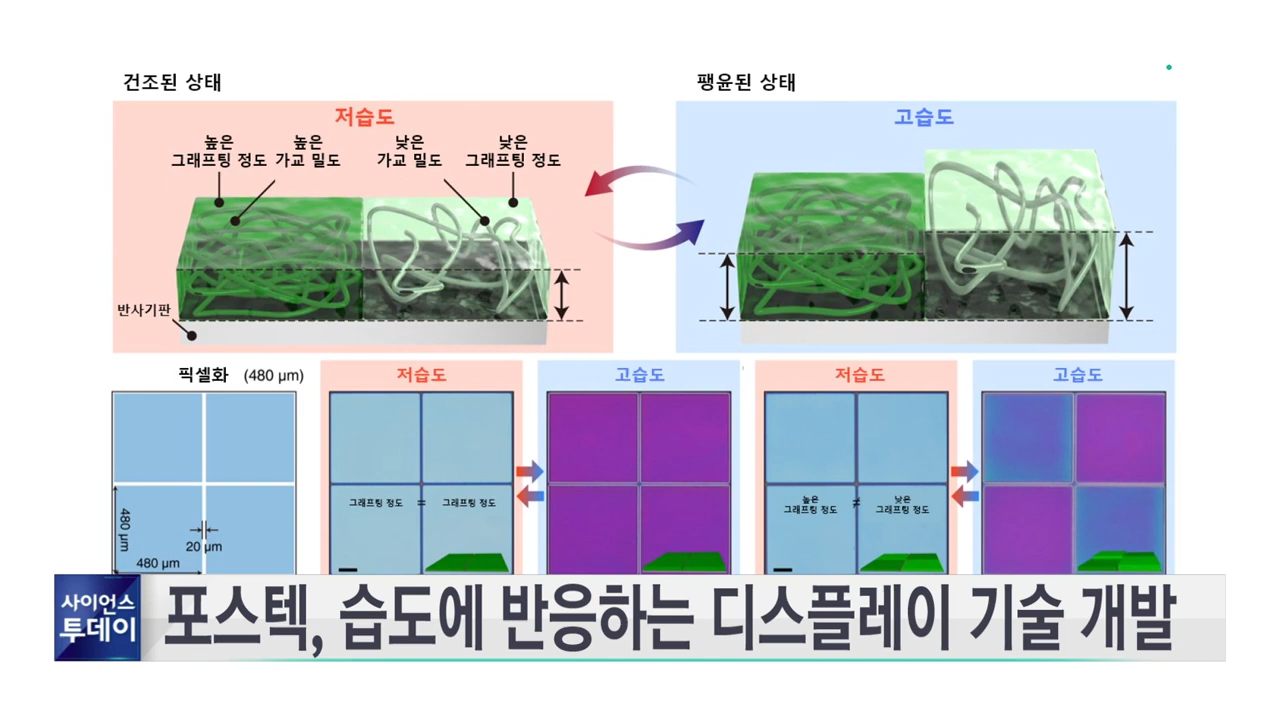 건조된 상태
팽윤된 상태
저습도
고습도
높은
그래프팅 정도
높은
가교 밀도
낮은
가교 밀도
낮은
그래프팅 정도
반사기판
픽셀화 (480 µm)
저습도
고습도
저습도
고습도
그래프팅 정도 = 그래프팅 정도
높은
그래프팅 정도
≠
낮은
그래프팅 정도
480 µm
20 µm
480 µm
사이언스
투데이
포스텍, 습도에 반응하는 디스플레이 기술 개발